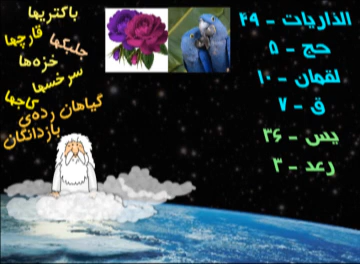 الذاریات - ۴۹
حج - ۵
لقمان - ۱۰
ق - ۷
یس - ۳۶
رعد - ۳
باکتریها
قارچها
جلبکها
خزه‌ها
سرخسها
گیاهان رده‌ی
بازدانگان